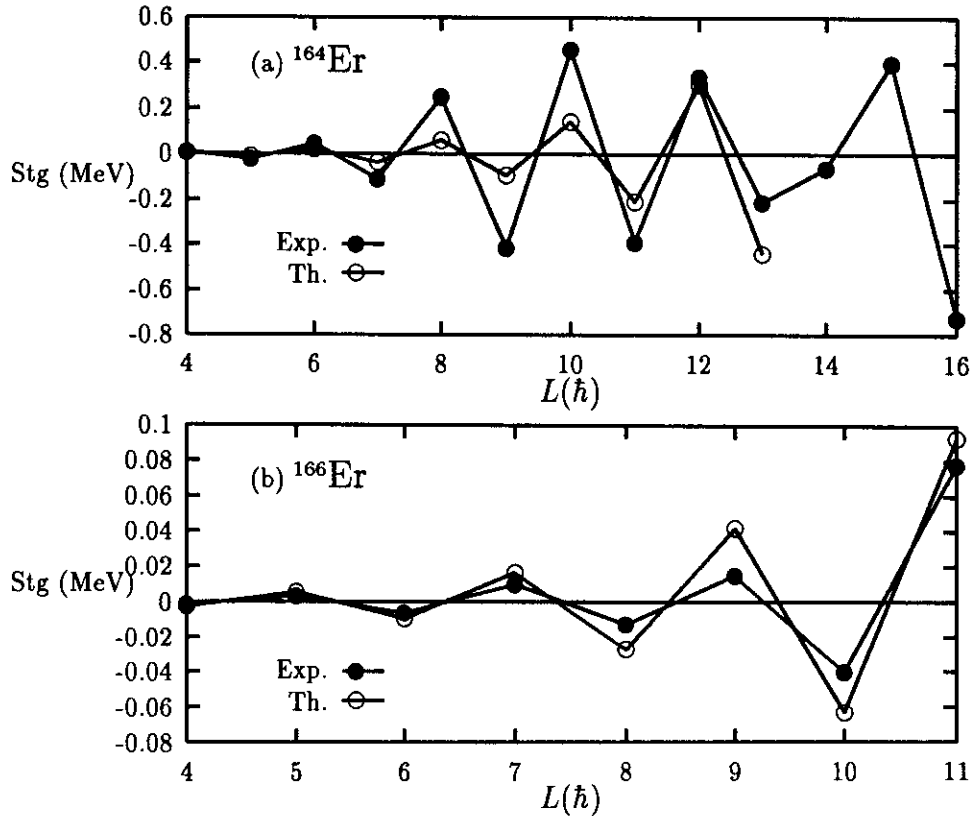 0.6
(a) ¹⁶⁴Er
0.4
0.2
0
Stg (MeV)
-0.2
Exp.
-0.4
Th.
-0.6
-0.8
4 6 8 10 12 14 16
L(ħ)
0.1
0.08
(b) ¹⁶⁶Er
0.06
0.04
0.02
Stg (MeV)
0
-0.02
Exp.
-0.04
Th.
-0.06
-0.08
4 5 6 7 8 9 10 11
L(ħ)